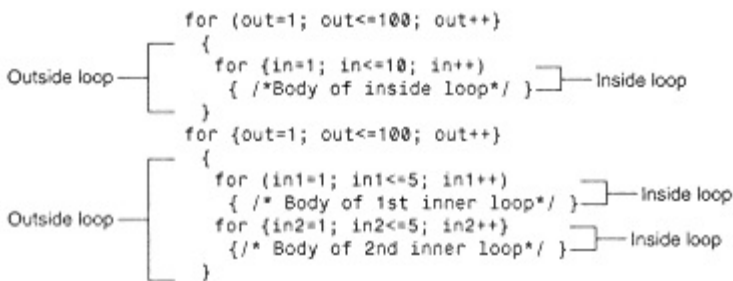 for (out=1; out<=100; out++}
{
for {in=1; in<=10; in++)
Outside loop
Inside loop
{ /*Body of inside loop*/ }
}
for {out=1; out<=100; out++}
{
for (in1=1; in1<=5; in1++)
Inside loop
{ /* Body of 1st inner loop*/ }
Outside loop
for {in2=1; in2<=5; in2++}
Inside loop
{/* Body of 2nd inner loop*/ }
}